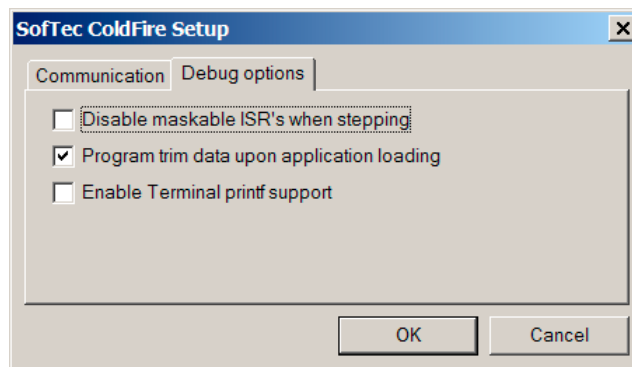 SofTec ColdFire Setup
Communication Debug options
Disable maskable ISR's when stepping
Program trim data upon application loading
Enable Terminal printf support
OK Cancel